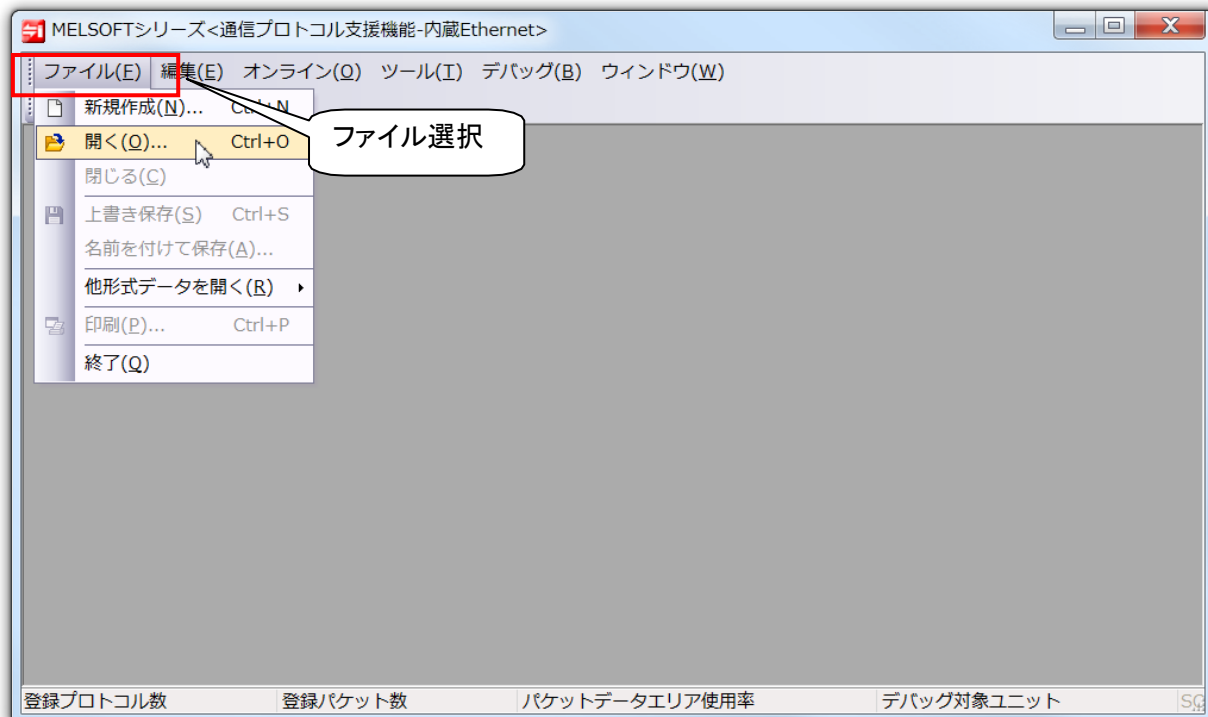 MELSOFTシリーズ<通信プロトコル支援機能-内蔵Ethernet>
ファイル(F) 編集(E) オンライン(O) ツール(T) デバッグ(B) ウィンドウ(W)
新規作成(N)... Ctrl+N
ファイル選択
開く(O)... Ctrl+O
閉じる(C)
上書き保存(S) Ctrl+S
名前を付けて保存(A)...
他形式データを開く(R)
印刷(P)... Ctrl+P
終了(Q)
登録プロトコル数 登録パケット数 パケットデータエリア使用率 デバッグ対象ユニット